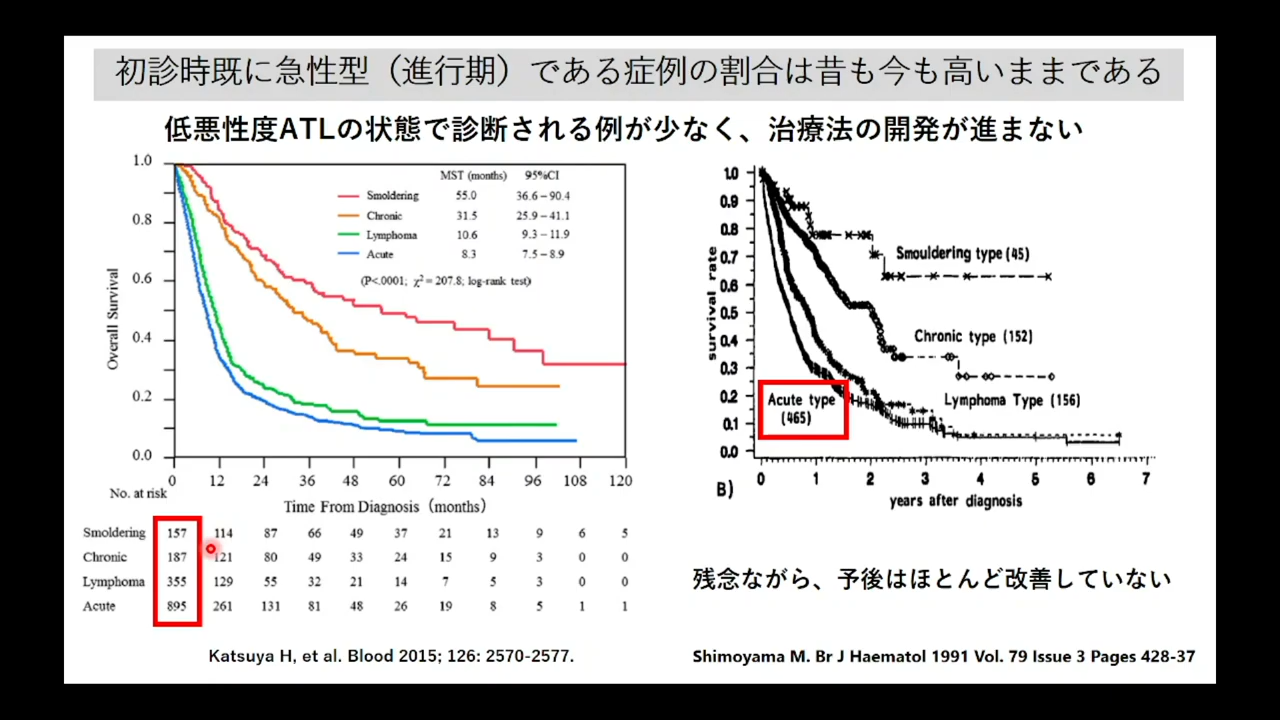 初診時既に急性型（進行期）である症例の割合は昔も今も高いままである
低悪性度ATLの状態で診断される例が少なく、治療法の開発が進まない
MST (months) 95%CI
Smoldering 55.0 36.6 – 90.4
Chronic 31.5 25.9 – 41.1
Lymphoma 10.6 9.3 – 11.9
Acute 8.3 7.5 – 8.9
(P<.0001; χ² = 207.8; log-rank test)
Overall Survival
1.0
0.8
0.6
0.4
0.2
0.0
0 12 24 36 48 60 72 84 96 108 120
No. at risk
Time From Diagnosis（months）
Smoldering 157 114 87 66 49 37 21 13 9 6 5
Chronic 187 121 80 49 33 24 15 9 3 0 0
Lymphoma 355 129 55 32 21 14 7 5 3 0 0
Acute 895 261 131 81 48 26 19 8 5 1 1
Katsuya H, et al. Blood 2015; 126: 2570-2577.
survival rate
1.0
0.9
0.8
0.7
0.6
0.5
0.4
0.3
0.2
0.1
0.0
Smouldering type (45)
Chronic type (152)
Lymphoma Type (156)
Acute type
(465)
0 1 2 3 4 5 6 7
B)
years after diagnosis
残念ながら、予後はほとんど改善していない
Shimoyama M. Br J Haematol 1991 Vol. 79 Issue 3 Pages 428-37